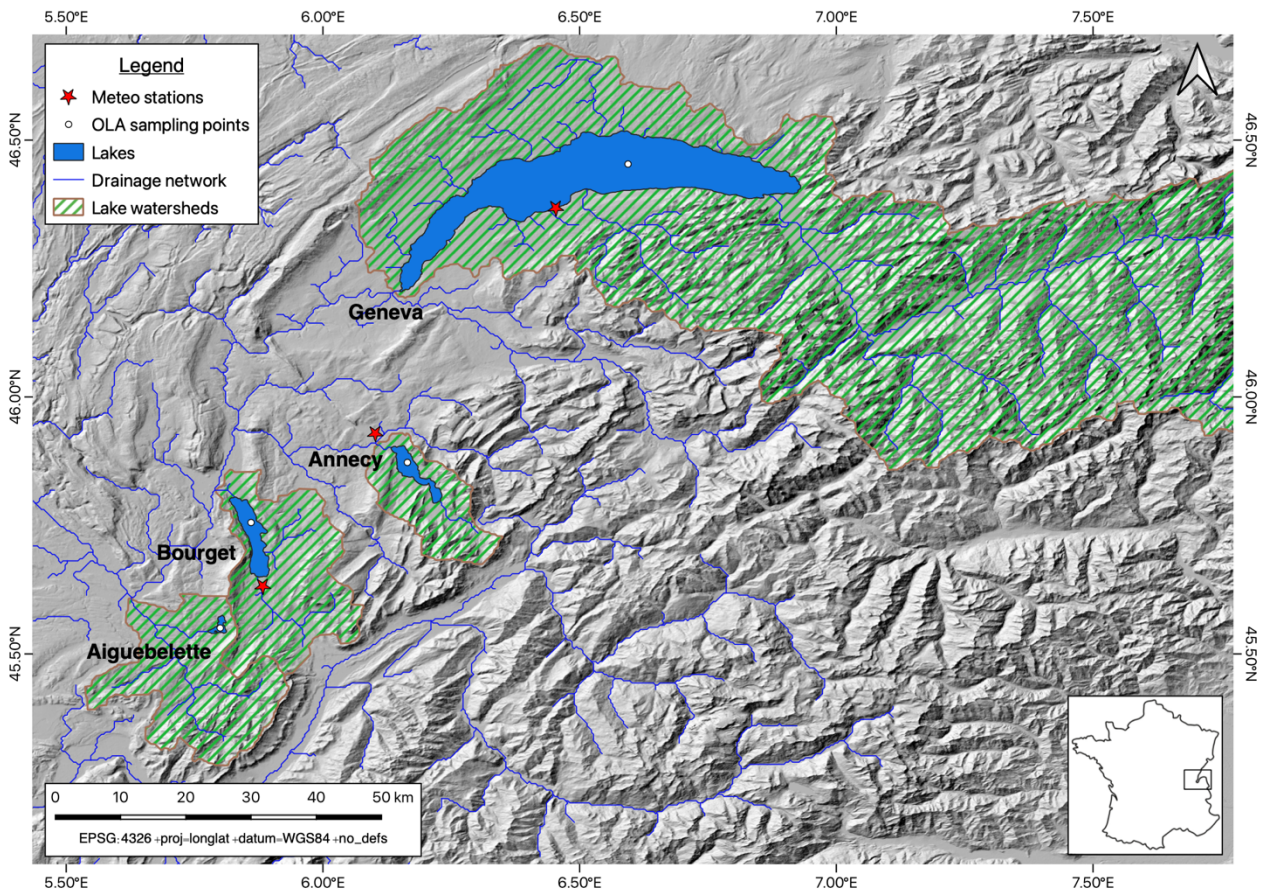 5.50°E 6.00°E 6.50°E 7.00°E 7.50°E
Legend
Meteo stations
OLA sampling points
Lakes
Drainage network
Lake watersheds
46.50°N 46.50°N
Geneva
46.00°N 46.00°N
Annecy
Bourget
Aiguebelette
45.50°N 45.50°N
0 10 20 30 40 50 km
EPSG:4326 +proj=longlat +datum=WGS84 +no_defs
5.50°E 6.00°E 6.50°E 7.00°E 7.50°E